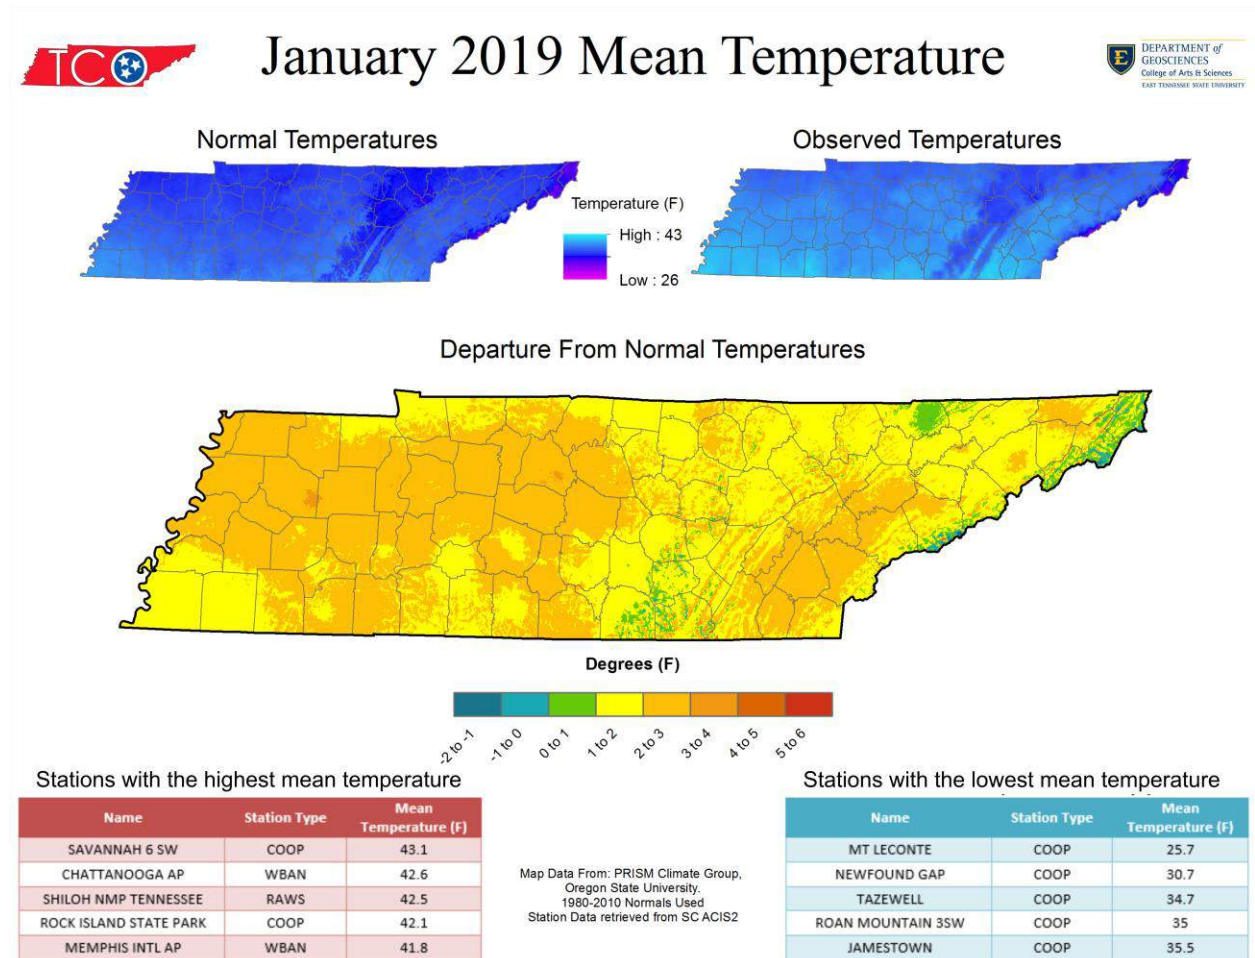 TCO
January 2019 Mean Temperature
E
DEPARTMENT of
GEOSCIENCES
College of Arts & Sciences
EAST TENNESSEE STATE UNIVERSITY
Normal Temperatures
Observed Temperatures
Temperature (F)
High : 43
Low : 26
Departure From Normal Temperatures
Degrees (F)
-2 to -1
-1 to 0
0 to 1
1 to 2
2 to 3
3 to 4
4 to 5
5 to 6
Stations with the highest mean temperature
Name Station Type Mean Temperature (F)
SAVANNAH 6 SW COOP 43.1
CHATTANOOGA AP WBAN 42.6
SHILOH NMP TENNESSEE RAWS 42.5
ROCK ISLAND STATE PARK COOP 42.1
MEMPHIS INTL AP WBAN 41.8
Map Data From: PRISM Climate Group,
Oregon State University.
1980-2010 Normals Used
Station Data retrieved from SC ACIS2
Stations with the lowest mean temperature
Name Station Type Mean Temperature (F)
MT LECONTE COOP 25.7
NEWFOUND GAP COOP 30.7
TAZEWELL COOP 34.7
ROAN MOUNTAIN 3SW COOP 35
JAMESTOWN COOP 35.5